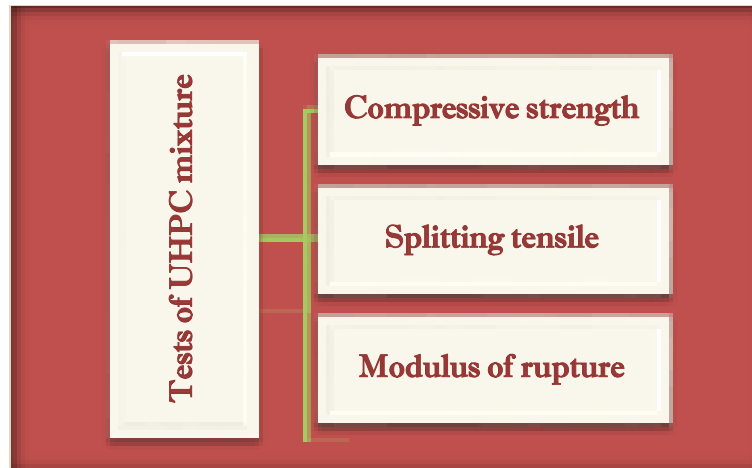 Tests of UHPC mixture
Compressive strength
Splitting tensile
Modulus of rupture